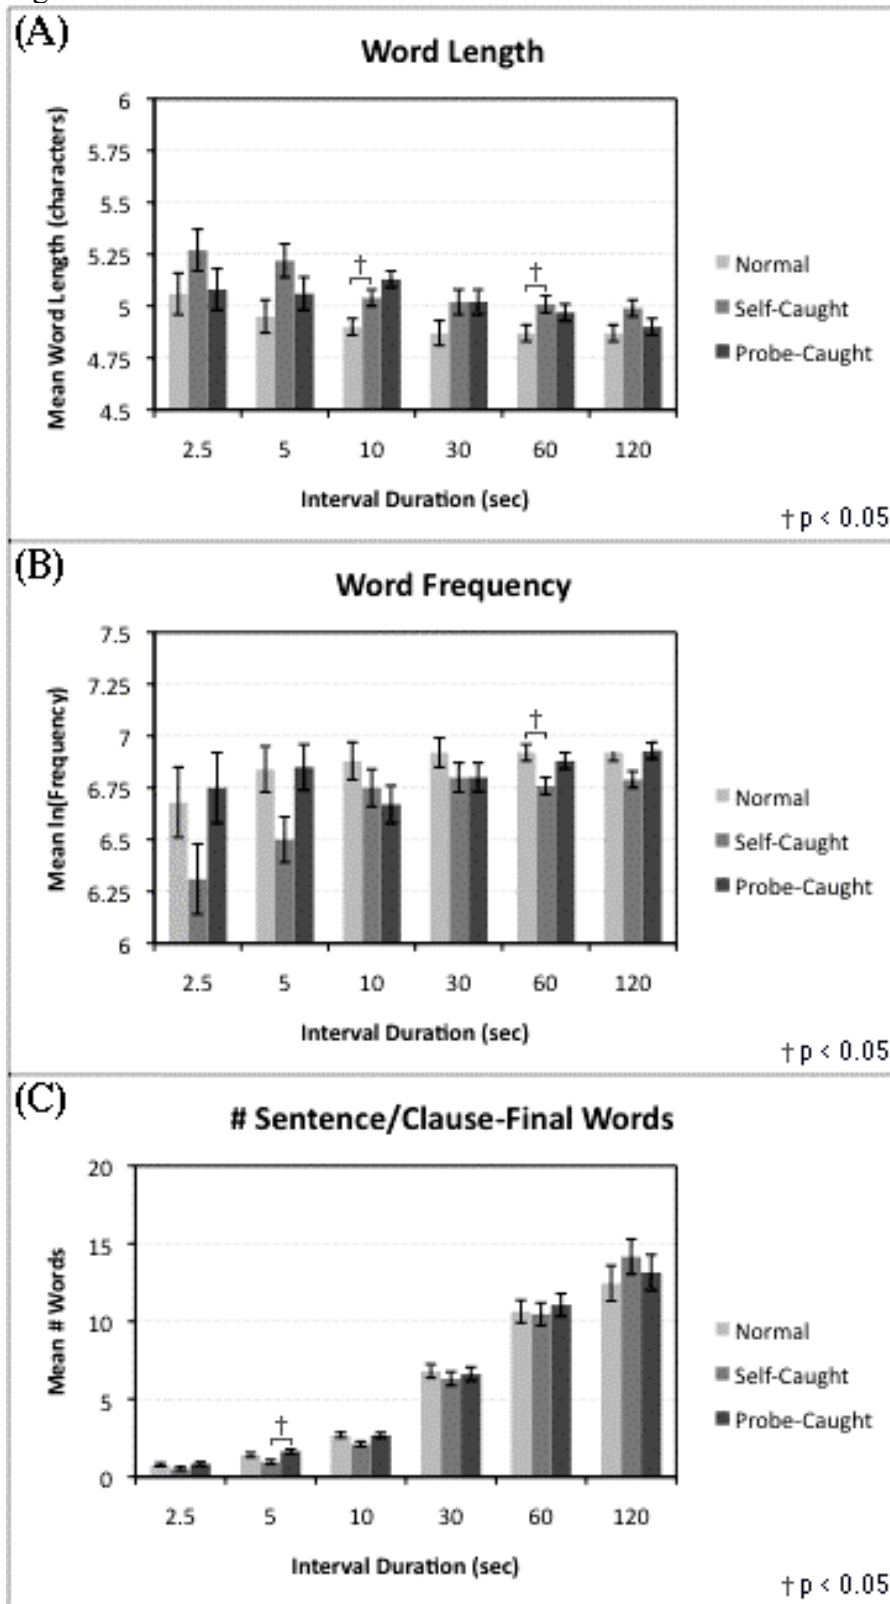 (A)
Word Length
Mean Word Length (characters)
6
5.75
5.5
5.25
5
4.75
4.5
†
†
2.5 5 10 30 60 120
Interval Duration (sec)
Normal
Self-Caught
Probe-Caught
† p < 0.05
(B)
Word Frequency
Mean ln(Frequency)
7.5
7.25
7
6.75
6.5
6.25
6
†
2.5 5 10 30 60 120
Interval Duration (sec)
Normal
Self-Caught
Probe-Caught
† p < 0.05
(C)
# Sentence/Clause-Final Words
Mean # Words
20
15
10
5
0
†
2.5 5 10 30 60 120
Interval Duration (sec)
Normal
Self-Caught
Probe-Caught
† p < 0.05